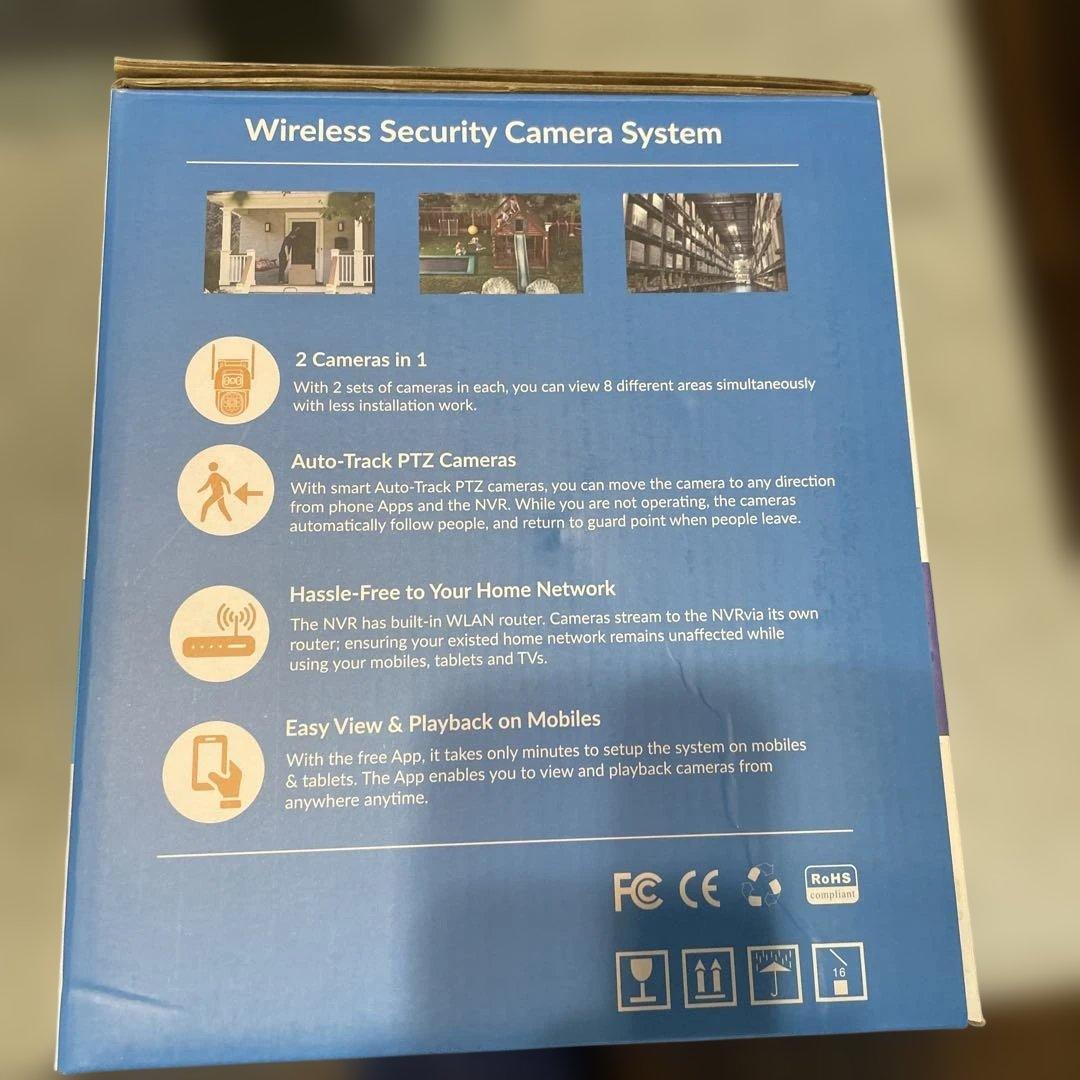 Wireless Security Camera System
2 Cameras in 1
With 2 sets of cameras in each, you can view 8 different areas simultaneously
with less installation work.
Auto-Track PTZ Cameras
With smart Auto-Track PTZ cameras, you can move the camera to any direction
from phone Apps and the NVR. While you are not operating, the cameras
automatically follow people, and return to guard point when people leave.
Hassle-Free to Your Home Network
The NVR has built-in WLAN router. Cameras stream to the NVRvia its own
router; ensuring your existed home network remains unaffected while
using your mobiles, tablets and TVs.
Easy View & Playback on Mobiles
With the free App, it takes only minutes to setup the system on mobiles
& tablets. The App enables you to view and playback cameras from
anywhere anytime.
FC CE RoHS
compliant
16